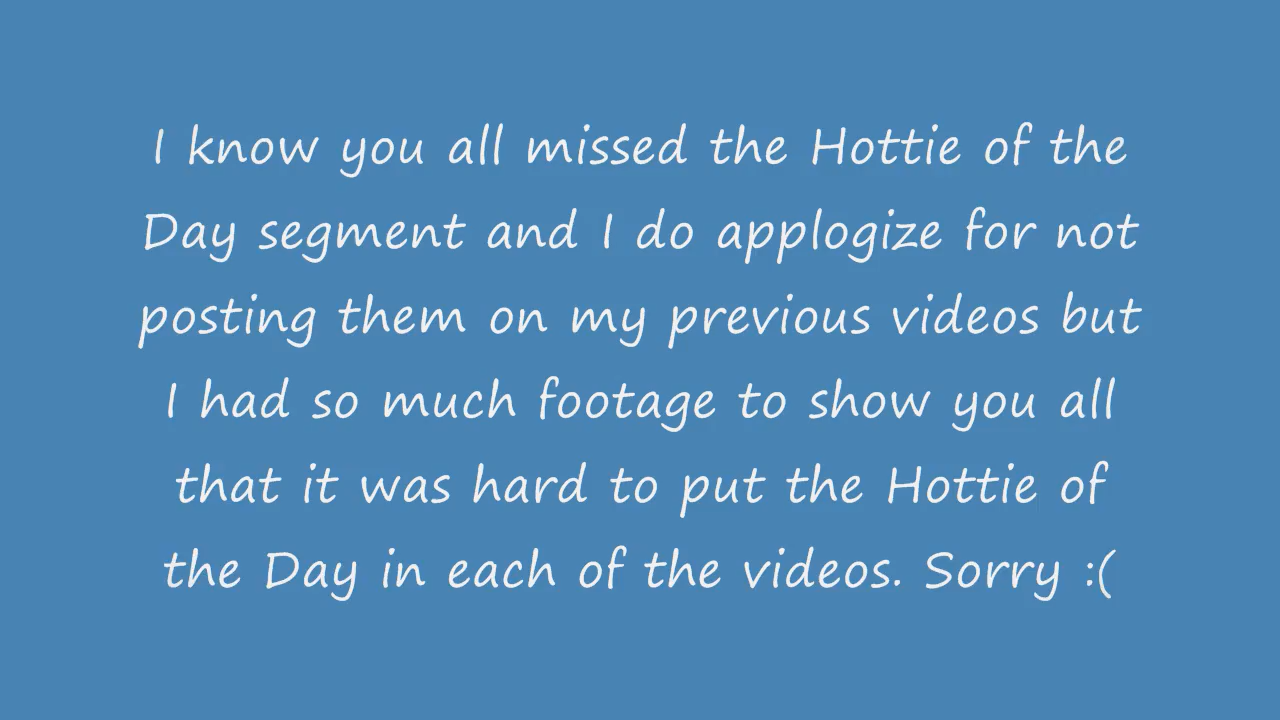 I know you all missed the Hottie of the
Day segment and I do applogize for not
posting them on my previous videos but
I had so much footage to show you all
that it was hard to put the Hottie of
the Day in each of the videos. Sorry :(